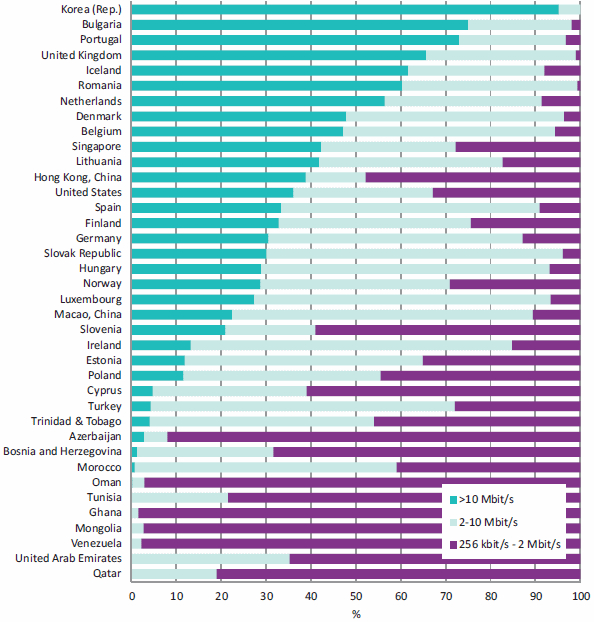 Korea (Rep.)
Bulgaria
Portugal
United Kingdom
Iceland
Romania
Netherlands
Denmark
Belgium
Singapore
Lithuania
Hong Kong, China
United States
Spain
Finland
Germany
Slovak Republic
Hungary
Norway
Luxembourg
Macao, China
Slovenia
Ireland
Estonia
Poland
Cyprus
Turkey
Trinidad & Tobago
Azerbaijan
Bosnia and Herzegovina
Morocco
Oman
Tunisia
Ghana
Mongolia
Venezuela
United Arab Emirates
Qatar
>10 Mbit/s
2-10 Mbit/s
256 kbit/s - 2 Mbit/s
0 10 20 30 40 50 60 70 80 90 100
%